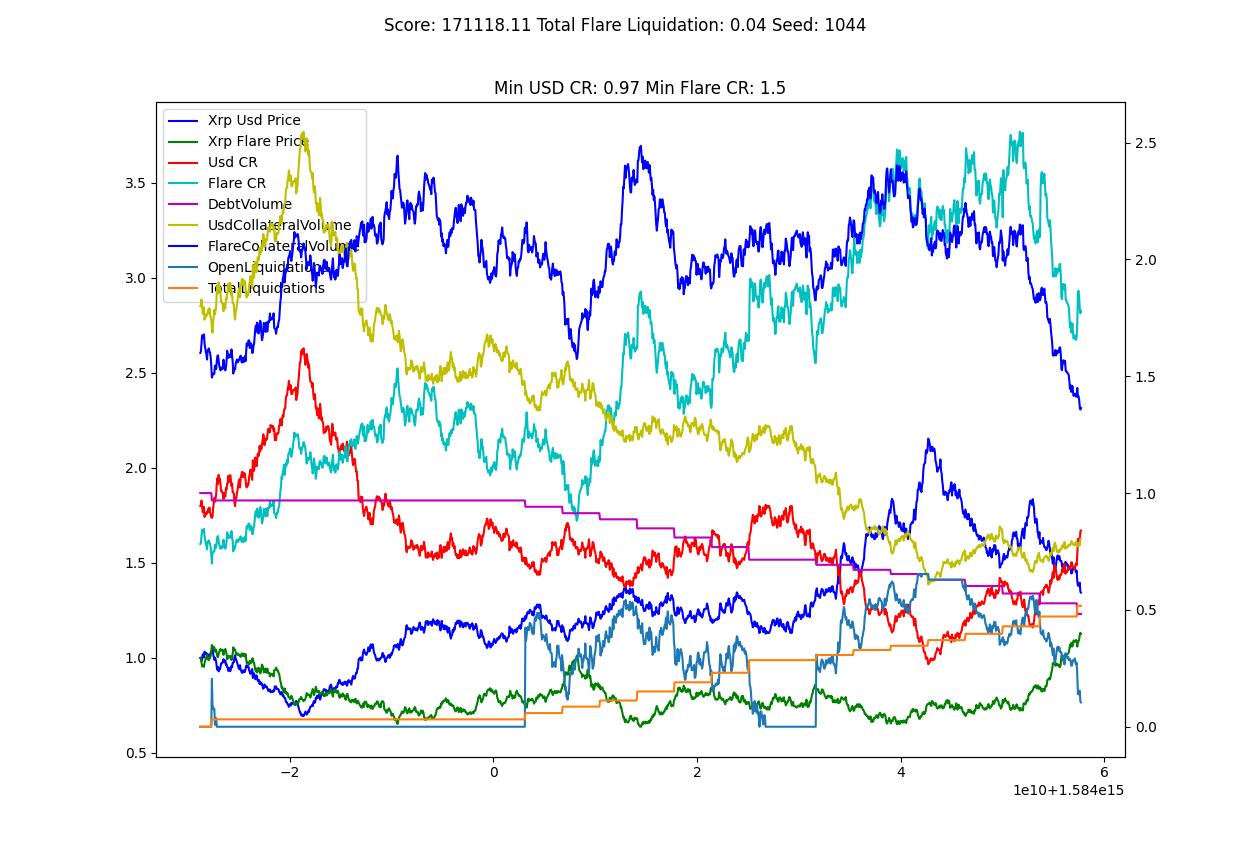 Score: 171118.11 Total Flare Liquidation: 0.04 Seed: 1044
Min USD CR: 0.97 Min Flare CR: 1.5
Xrp Usd Price
Xrp Flare Price
Usd CR
Flare CR
DebtVolume
UsdCollateralVolume
FlareCollateralVolume
OpenLiquidations
TotalLiquidations
3.5
3.0
2.5
2.0
1.5
1.0
0.5
2.5
2.0
1.5
1.0
0.5
0.0
−2
0
2
4
6
1e10+1.584e15